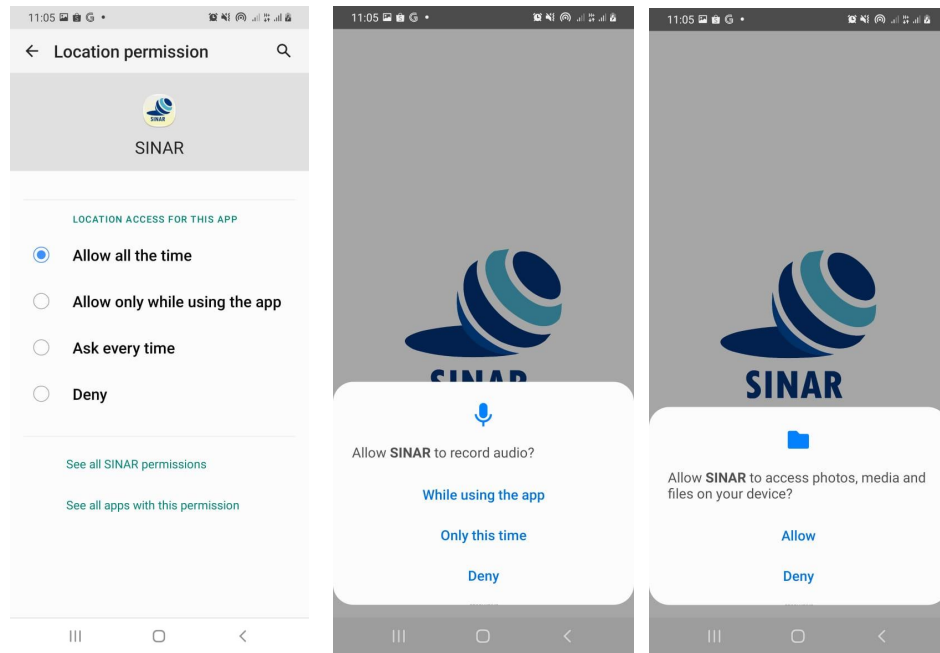 11:05 G
Location permission
SINAR
SINAR
LOCATION ACCESS FOR THIS APP
Allow all the time
Allow only while using the app
Ask every time
Deny
See all SINAR permissions
See all apps with this permission
11:05 G
SINAR
Allow SINAR to record audio?
While using the app
Only this time
Deny
11:05 G
SINAR
Allow SINAR to access photos, media and
files on your device?
Allow
Deny